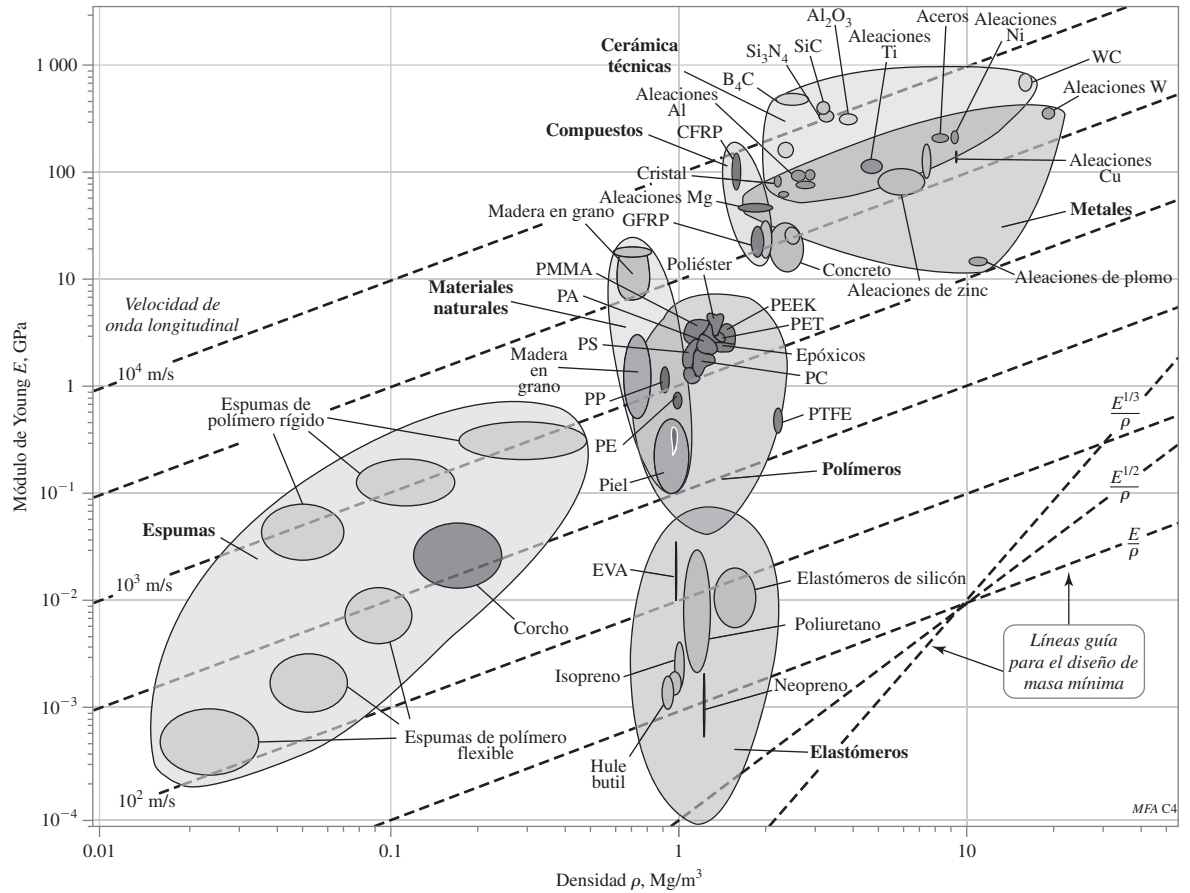 Al₂O₃
Aceros
Aleaciones
Ni
Aleaciones
Ti
SiC
Si₃N₄
Cerámica
técnicas
WC
B₄C
Aleaciones W
Aleaciones
Al
Compuestos
CFRP
Cristal
Aleaciones
Cu
Aleaciones Mg
Metales
Madera en grano
GFRP
Poliéster
Concreto
Aleaciones de plomo
Aleaciones de zinc
PMMA
Materiales
naturales
PA
PEEK
PET
Velocidad de
onda longitudinal
PS
Epóxicos
Madera
en
grano
PC
10⁴ m/s
PP
PTFE
Espumas de
polímero rígido
PE
E^{1/3}
ρ
Piel
Polímeros
E^{1/2}
ρ
Espumas
E
ρ
10³ m/s
EVA
Elastómeros de silicón
Corcho
Poliuretano
Líneas guía
para el diseño de
masa mínima
Isopreno
Neopreno
Espumas de polímero
flexible
Elastómeros
Hule
butil
10² m/s
MFA C4
Módulo de Young E, GPa
1 000
100
10
1
10⁻¹
10⁻²
10⁻³
10⁻⁴
0.01
0.1
1
10
Densidad ρ, Mg/m³